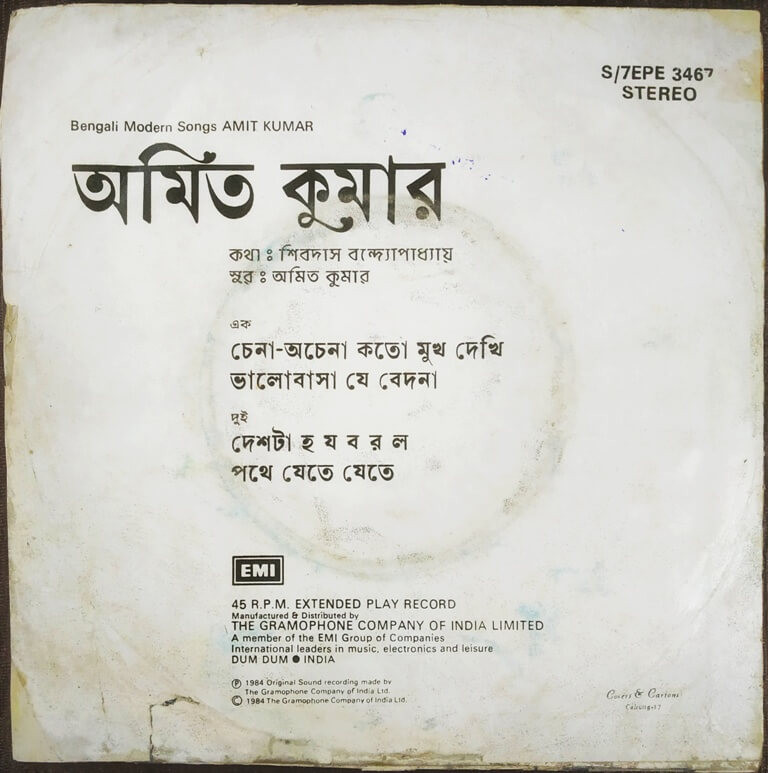 S/7EPE 3467
STEREO
Bengali Modern Songs AMIT KUMAR
অমিত কুমার
কথা : শিবদাস বন্দ্যোপাধ্যায়
সুর : অমিত কুমার
এক
চেনা-অচেনা কতো মুখ দেখি
ভালোবাসা যে বেদনা
দুই
দেশটা হ য ব র ল
পথে যেতে যেতে
EMI
45 R.P.M. EXTENDED PLAY RECORD
Manufactured & Distributed by
THE GRAMOPHONE COMPANY OF INDIA LIMITED
A member of the EMI Group of Companies
International leaders in music, electronics and leisure
DUM DUM ● INDIA
Ⓟ 1984 Original Sound recording made by
The Gramophone Company of India Ltd.
© 1984 The Gramophone Company of India Ltd.
Covers & Cartons